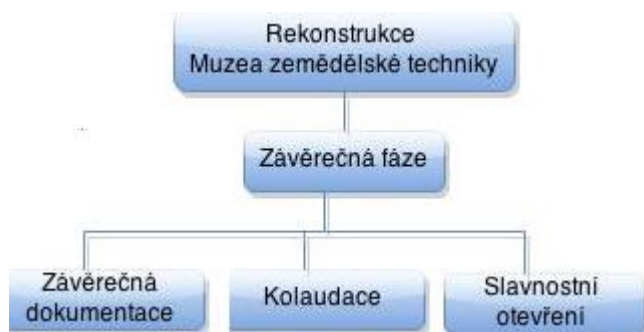 Rekonstrukce
Muzea zemědělské techniky
Závěrečná fáze
Závěrečná
dokumentace
Kolaudace
Slavnostní
otevření